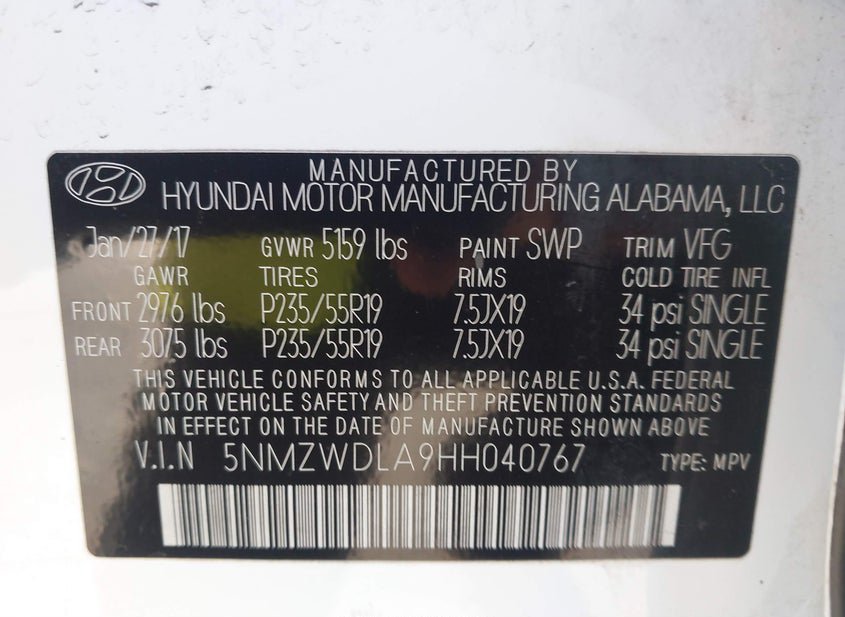 MANUFACTURED BY
HYUNDAI MOTOR MANUFACTURING ALABAMA, LLC
Jan/27/17 GVWR 5159 lbs PAINT SWP TRIM VFG
GAWR TIRES RIMS COLD TIRE INFL
FRONT 2976 lbs P235/55R19 7.5JX19 34 psi SINGLE
REAR 3075 lbs P235/55R19 7.5JX19 34 psi SINGLE
THIS VEHICLE CONFORMS TO ALL APPLICABLE U.S.A. FEDERAL
MOTOR VEHICLE SAFETY AND THEFT PREVENTION STANDARDS
IN EFFECT ON THE DATE OF MANUFACTURE SHOWN ABOVE
V.I.N 5NMZWDLA9HH040767 TYPE: MPV